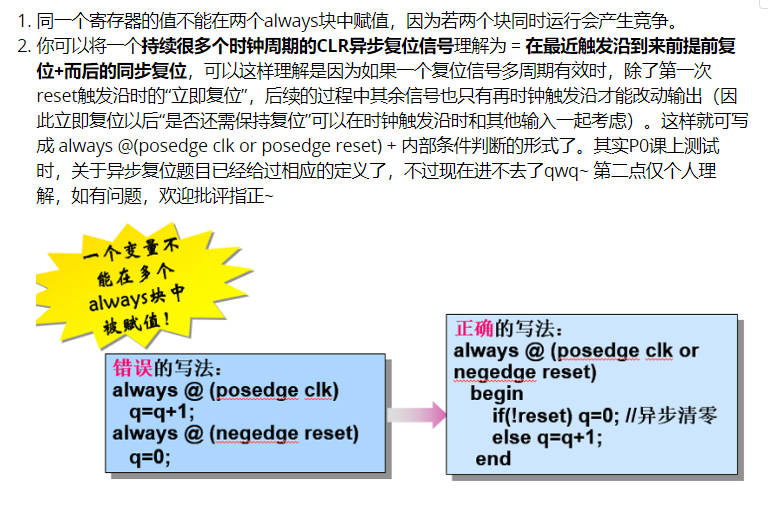 1. 同一个寄存器的值不能在两个always块中赋值，因为若两个块同时运行会产生竞争。
2. 你可以将一个持续很多个时钟周期的CLR异步复位信号理解为 = 在最近触发沿到来前提前复
位+而后的同步复位，可以这样理解是因为如果一个复位信号多周期有效时，除了第一次
reset触发沿时的“立即复位”，后续的过程中其余信号也只有再时钟触发沿才能改动输出（因
此立即复位以后“是否还需保持复位”可以在时钟触发沿时和其他输入一起考虑）。这样就可写
成 always @(posedge clk or posedge reset) + 内部条件判断的形式了。其实P0课上测试
时，关于异步复位题目已经给过相应的定义了，不过现在进不去了qwq~ 第二点仅个人理
解，如有问题，欢迎批评指正~
一个变量不
能在多个
always块中
被赋值！
错误的写法：
always @ (posedge clk)
q=q+1;
always @ (negedge reset)
q=0;
正确的写法：
always @ (posedge clk or
negedge reset)
begin
if(!reset) q=0; //异步清零
else q=q+1;
end